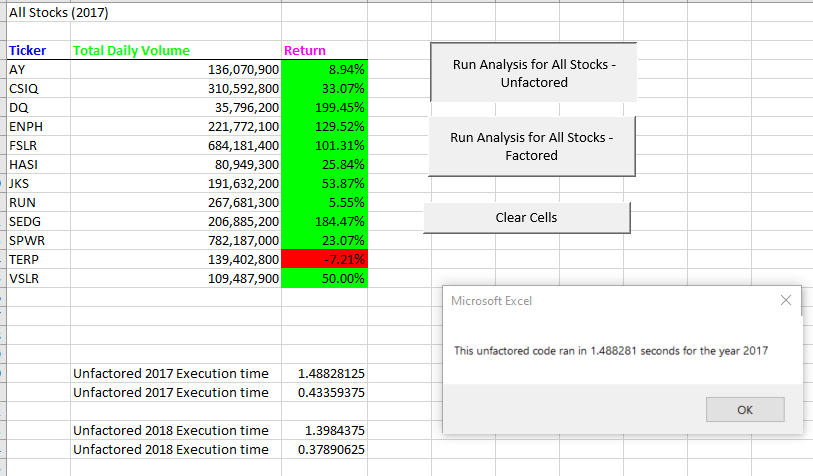 All Stocks (2017)
Ticker Total Daily Volume Return
AY 136,070,900 8.94%
CSIQ 310,592,800 33.07%
DQ 35,796,200 199.45%
ENPH 221,772,100 129.52%
FSLR 684,181,400 101.31%
HASI 80,949,300 25.84%
JKS 191,632,200 53.87%
RUN 267,681,300 5.55%
SEDG 206,885,200 184.47%
SPWR 782,187,000 23.07%
TERP 139,402,800 -7.21%
VSLR 109,487,900 50.00%
Run Analysis for All Stocks -
Unfactored
Run Analysis for All Stocks -
Factored
Clear Cells
Microsoft Excel
This unfactored code ran in 1.488281 seconds for the year 2017
OK
Unfactored 2017 Execution time 1.48828125
Unfactored 2017 Execution time 0.43359375
Unfactored 2018 Execution time 1.3984375
Unfactored 2018 Execution time 0.37890625